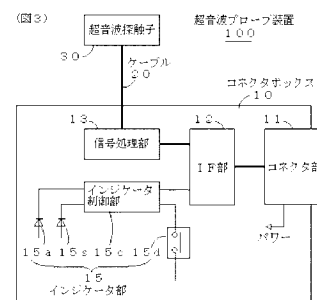 (図3)
超音波プローブ装置
100
超音波探触子
30
ケーブル
20
コネクタボックス
10
13
12
11
信号処理部
IF部
コネクタ部
インジケータ
制御部
パワー
15a 15s 15c 15d
15
インジケータ部